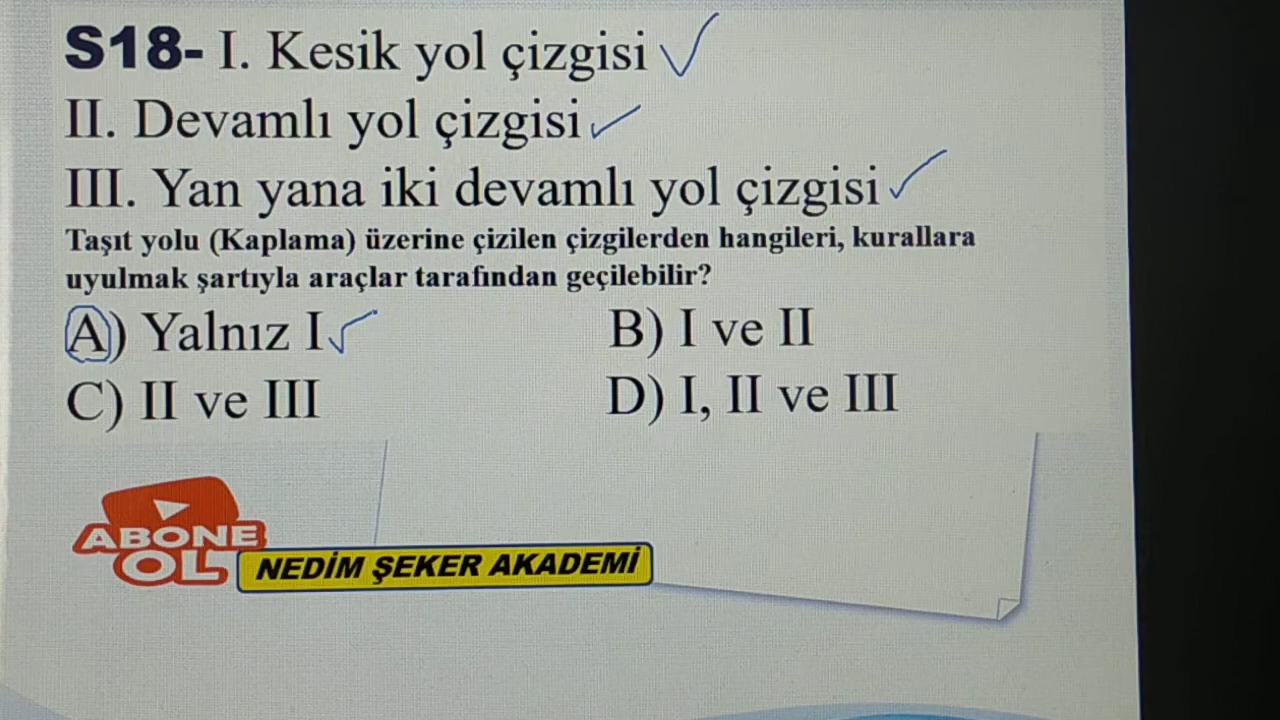 S18- I. Kesik yol çizgisi
II. Devamlı yol çizgisi
III. Yan yana iki devamlı yol çizgisi
Taşıt yolu (Kaplama) üzerine çizilen çizgilerden hangileri, kurallara
uyulmak şartıyla araçlar tarafından geçilebilir?
A) Yalnız I
B) I ve II
C) II ve III
D) I, II ve III
ABONE
OL
NEDİM ŞEKER AKADEMİ